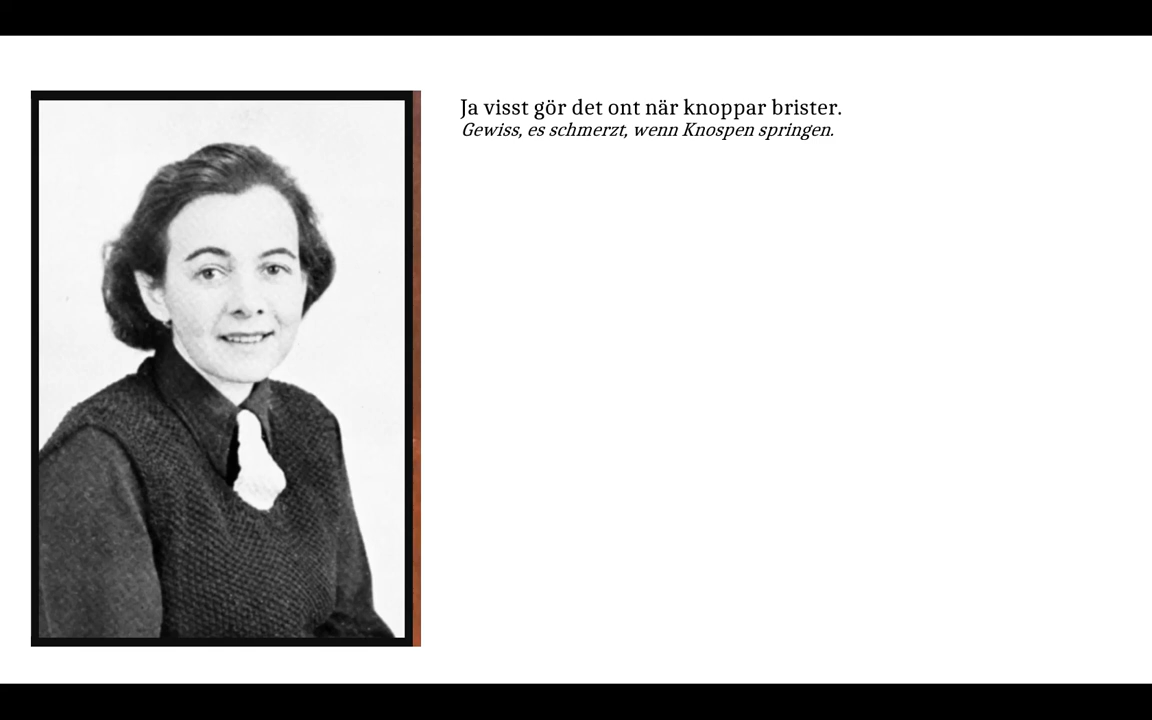 Ja visst gör det ont när knoppar brister.
Gewiss, es schmerzt, wenn Knospen springen.